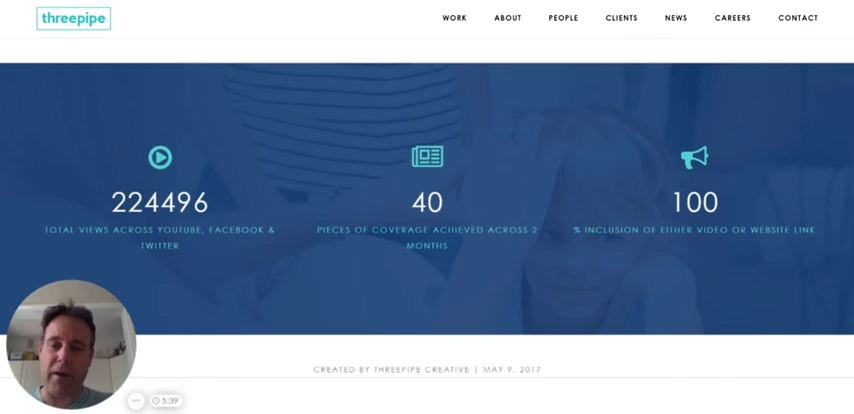 threepipe
WORK ABOUT PEOPLE CLIENTS NEWS CAREERS CONTACT
224496
TOTAL VIEWS ACROSS YOUTUBE, FACEBOOK &
TWITTER
40
PIECES OF COVERAGE ACHIEVED ACROSS 2
MONTHS
100
% INCLUSION OF EITHER VIDEO OR WEBSITE LINK
CREATED BY THREEPIPE CREATIVE | MAY 9, 2017
5:39